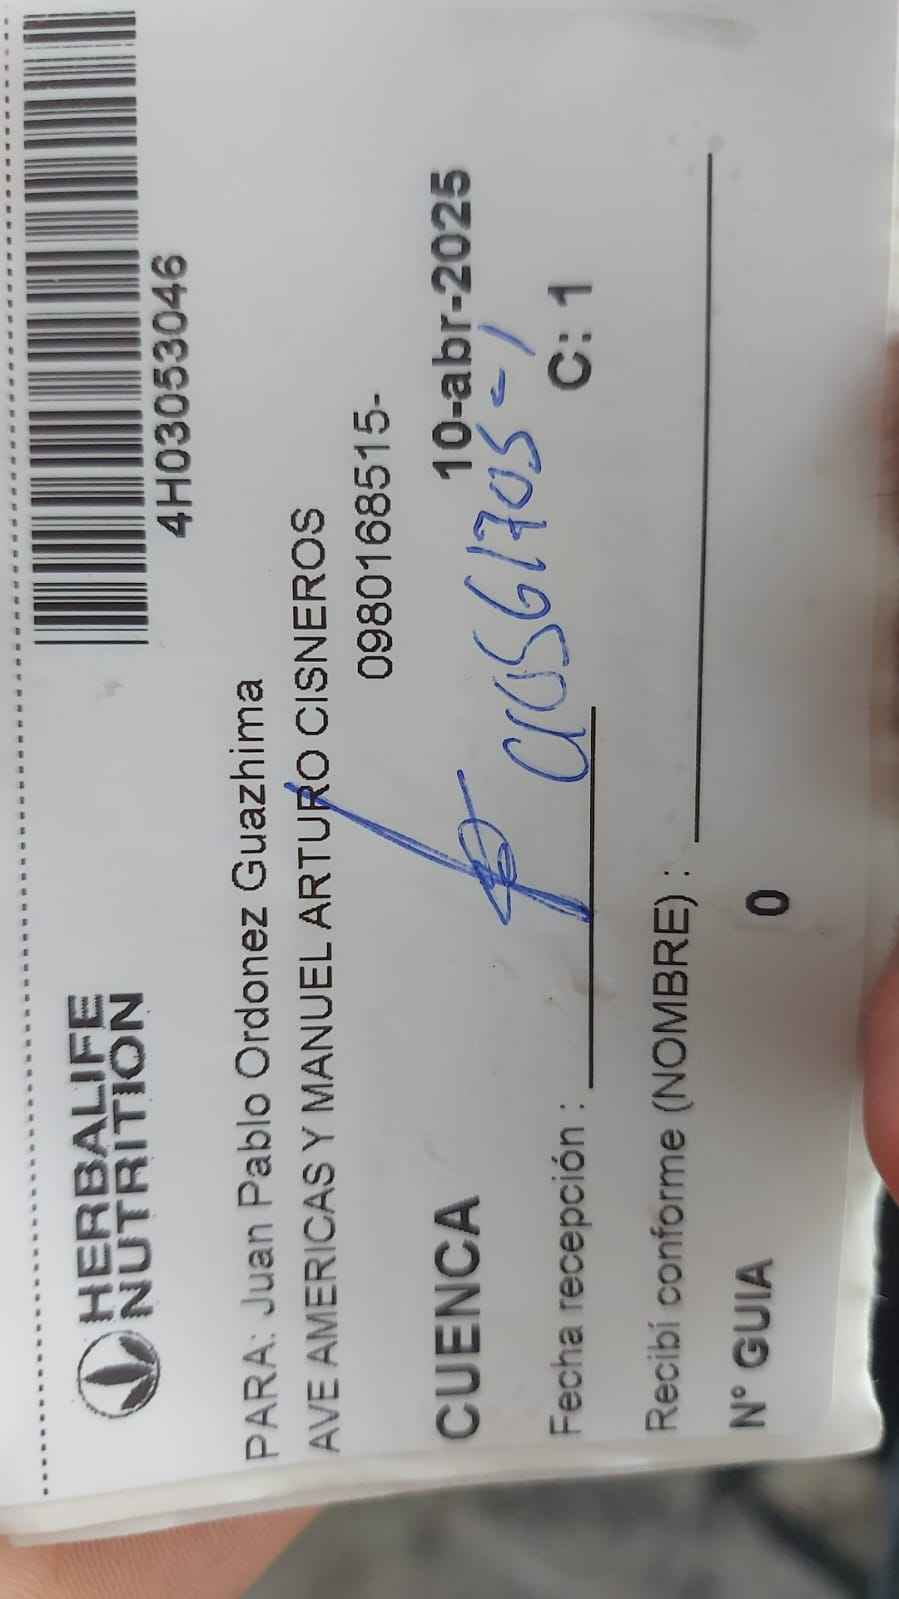 HERBALIFE
NUTRITION
4H03053046
PARA: Juan Pablo Ordonez Guazhima
AVE AMERICAS Y MANUEL ARTURO CISNEROS
0980168515-
CUENCA 10-abr-2025
Fecha recepción :
C: 1
Recibí conforme (NOMBRE) :
N° GUIA 0